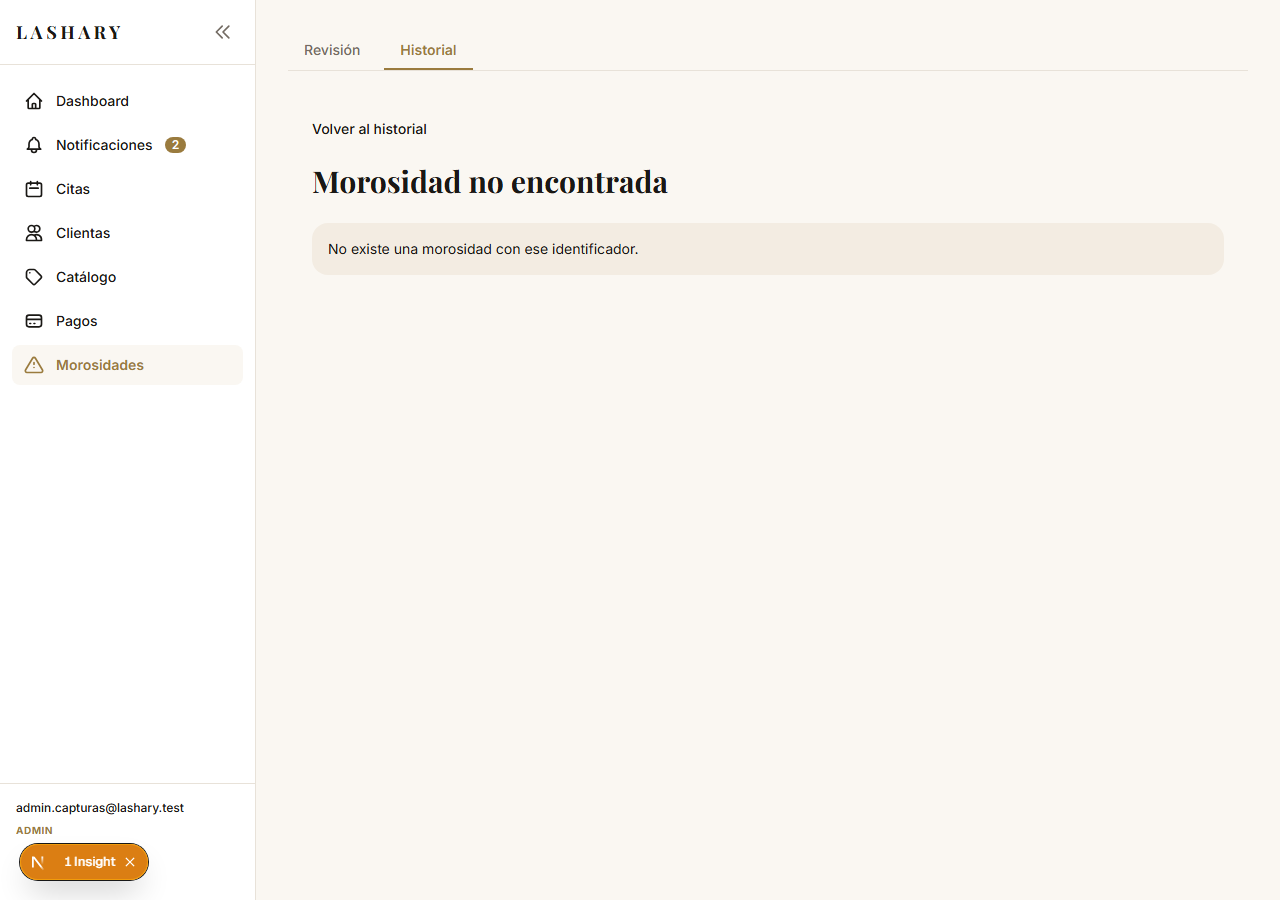 LASHARY
Dashboard
Notificaciones 2
Citas
Clientas
Catálogo
Pagos
Morosidades
admin.capturas@lashary.test
ADMIN
N 1 Insight
Revisión Historial
Volver al historial
Morosidad no encontrada
No existe una morosidad con ese identificador.